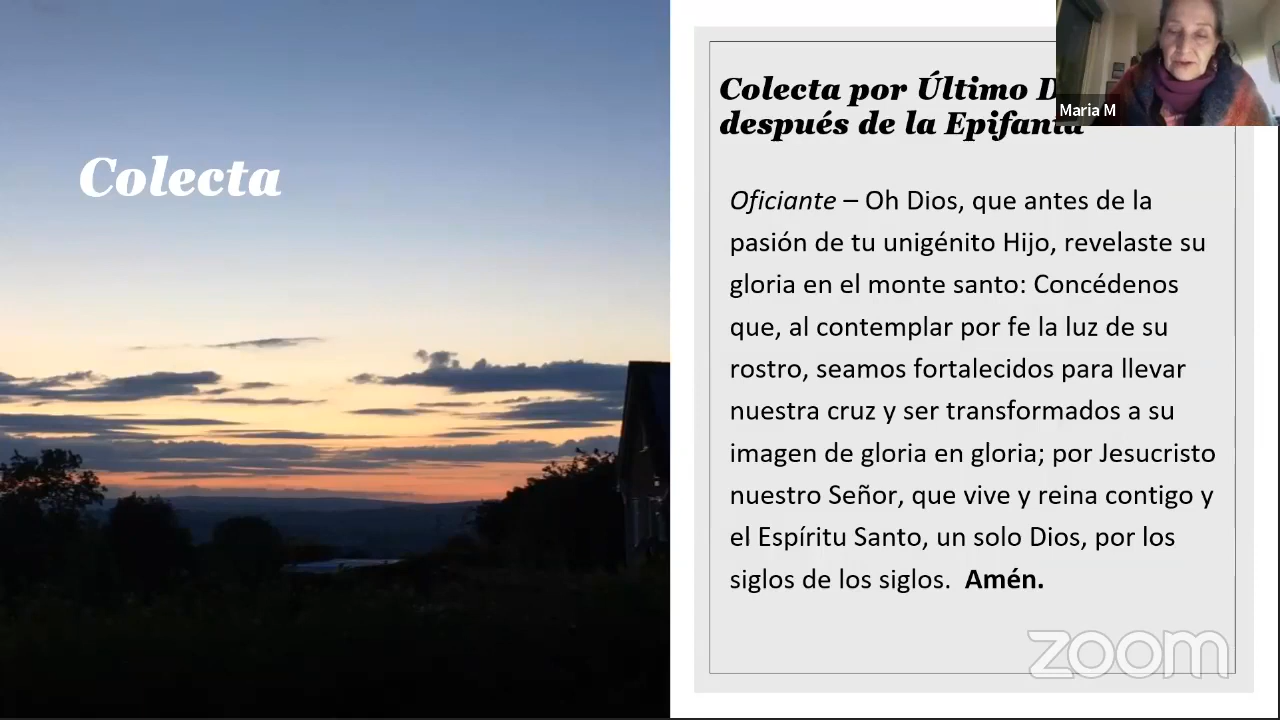 Colecta
Colecta por Último
después de la Epifanía
Oficiante – Oh Dios, que antes de la
pasión de tu unigénito Hijo, revelaste su
gloria en el monte santo: Concédenos
que, al contemplar por fe la luz de su
rostro, seamos fortalecidos para llevar
nuestra cruz y ser transformados a su
imagen de gloria en gloria; por Jesucristo
nuestro Señor, que vive y reina contigo y
el Espíritu Santo, un solo Dios, por los
siglos de los siglos.  Amén.
Maria M
zoom